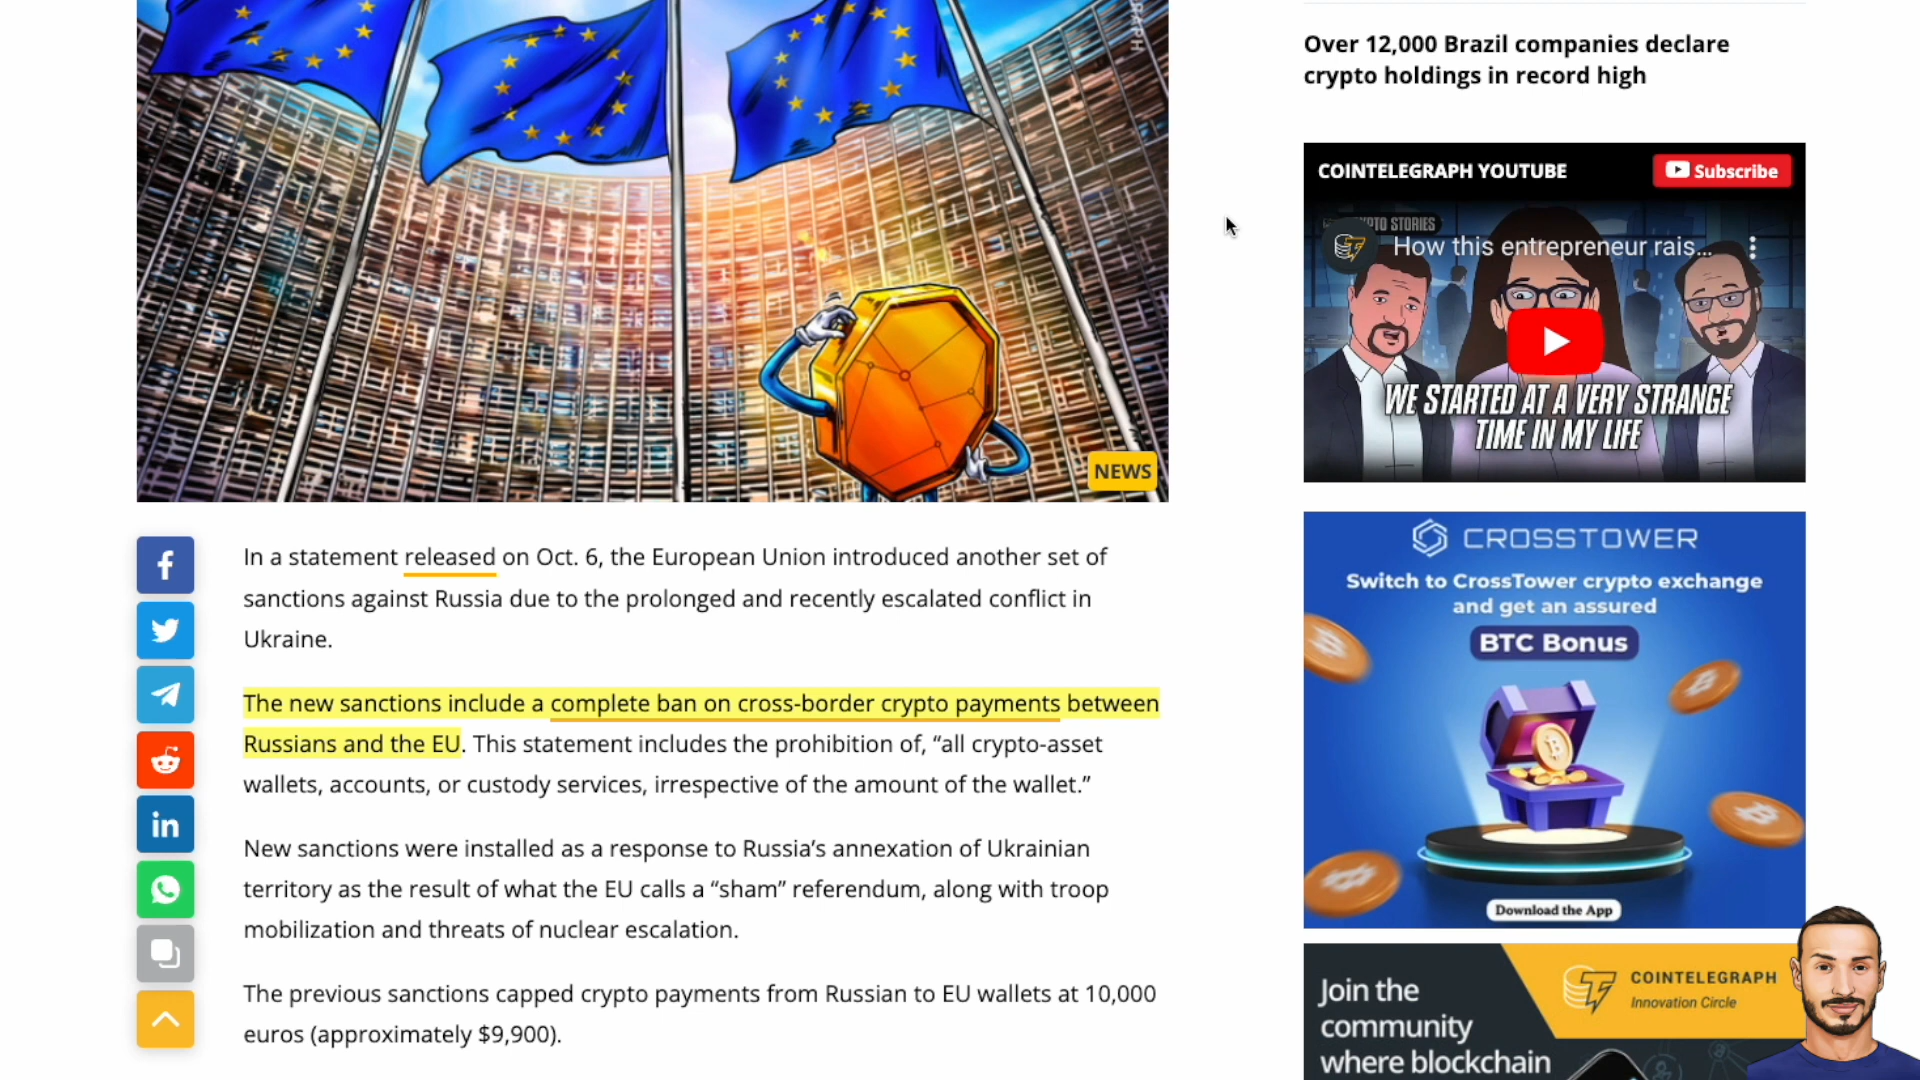 NEWS
In a statement released on Oct. 6, the European Union introduced another set of
sanctions against Russia due to the prolonged and recently escalated conflict in
Ukraine.
The new sanctions include a complete ban on cross-border crypto payments between
Russians and the EU. This statement includes the prohibition of, “all crypto-asset
wallets, accounts, or custody services, irrespective of the amount of the wallet.”
New sanctions were installed as a response to Russia’s annexation of Ukrainian
territory as the result of what the EU calls a “sham” referendum, along with troop
mobilization and threats of nuclear escalation.
The previous sanctions capped crypto payments from Russian to EU wallets at 10,000
euros (approximately $9,900).
Over 12,000 Brazil companies declare
crypto holdings in record high
COINTELEGRAPH YOUTUBE
Subscribe
STORIES
How this entrepreneur rais...
WE STARTED AT A VERY STRANGE
TIME IN MY LIFE
CROSSTOWER
Switch to CrossTower crypto exchange
and get an assured
BTC Bonus
Download the App
Join the
community
where blockchain
COINTELEGRAPH
Innovation Circle